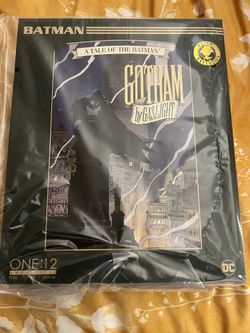 BATMAN
A TALE OF THE BATMAN
GOTHAM
by GASLIGHT
ONE:12
DC